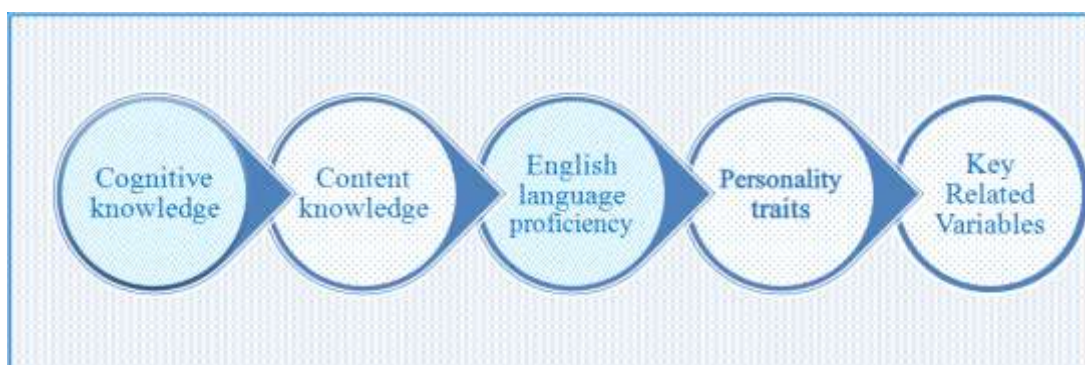 Cognitive
knowledge
Content
knowledge
English
language
proficiency
Personality
traits
Key
Related
Variables